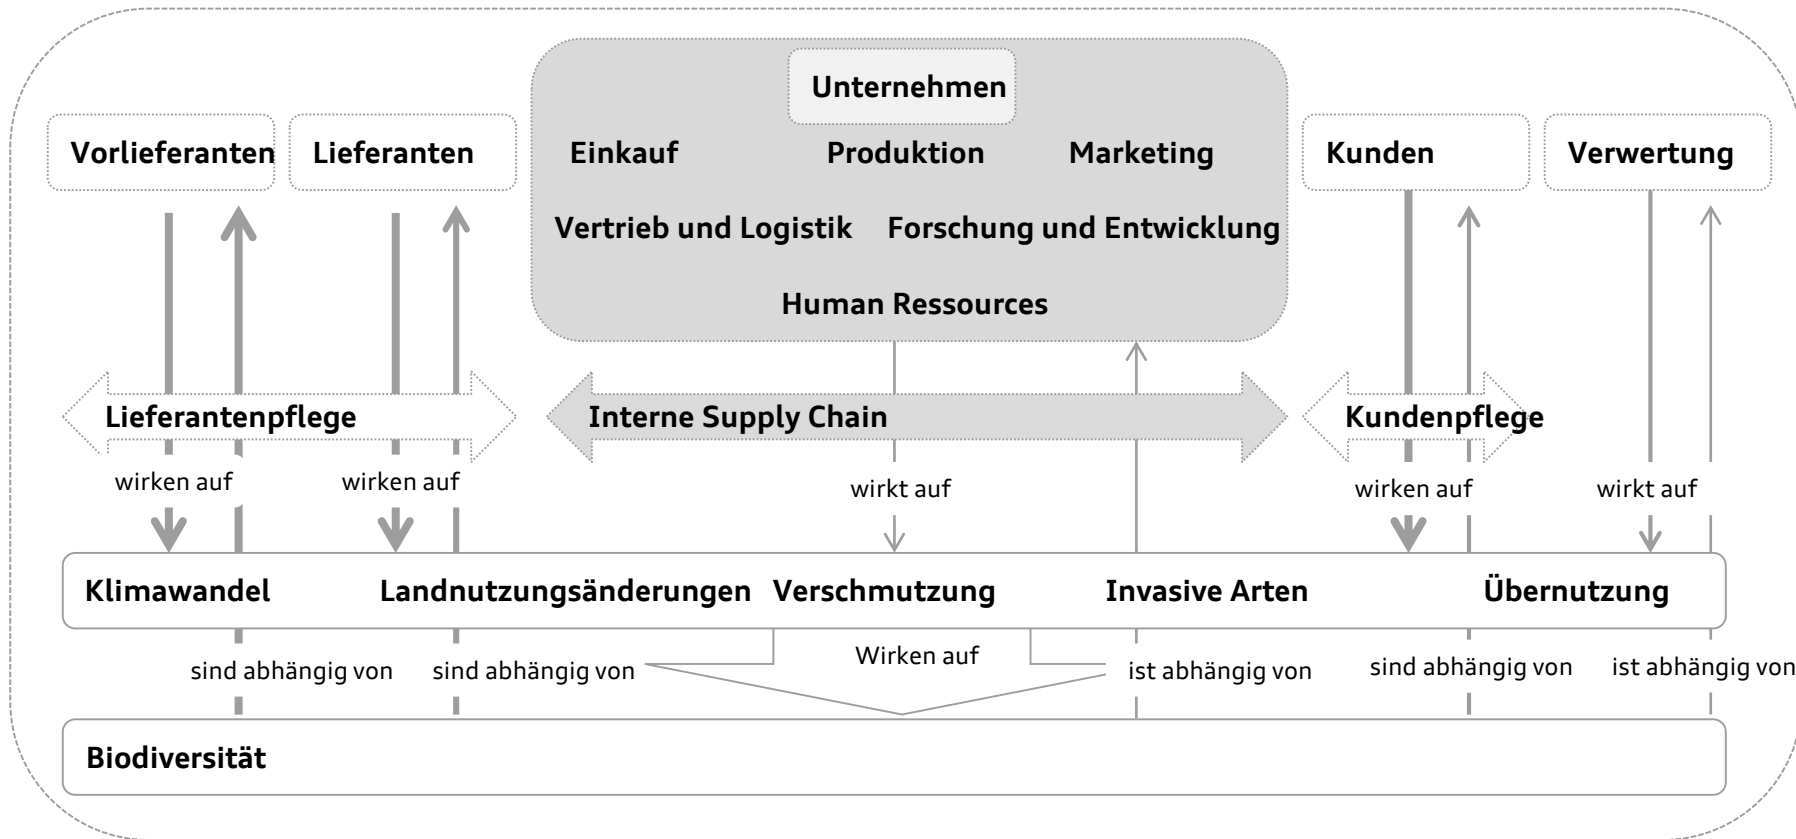 Unternehmen
Vorlieferanten
Lieferanten
Einkauf
Produktion
Marketing
Kunden
Verwertung
Vertrieb und Logistik
Forschung und Entwicklung
Human Ressources
Lieferantenpflege
Interne Supply Chain
Kundenpflege
wirken auf
wirken auf
wirkt auf
wirken auf
wirkt auf
Klimawandel
Landnutzungsänderungen
Verschmutzung
Invasive Arten
Übernutzung
sind abhängig von
sind abhängig von
Wirken auf
ist abhängig von
sind abhängig von
ist abhängig von
Biodiversität